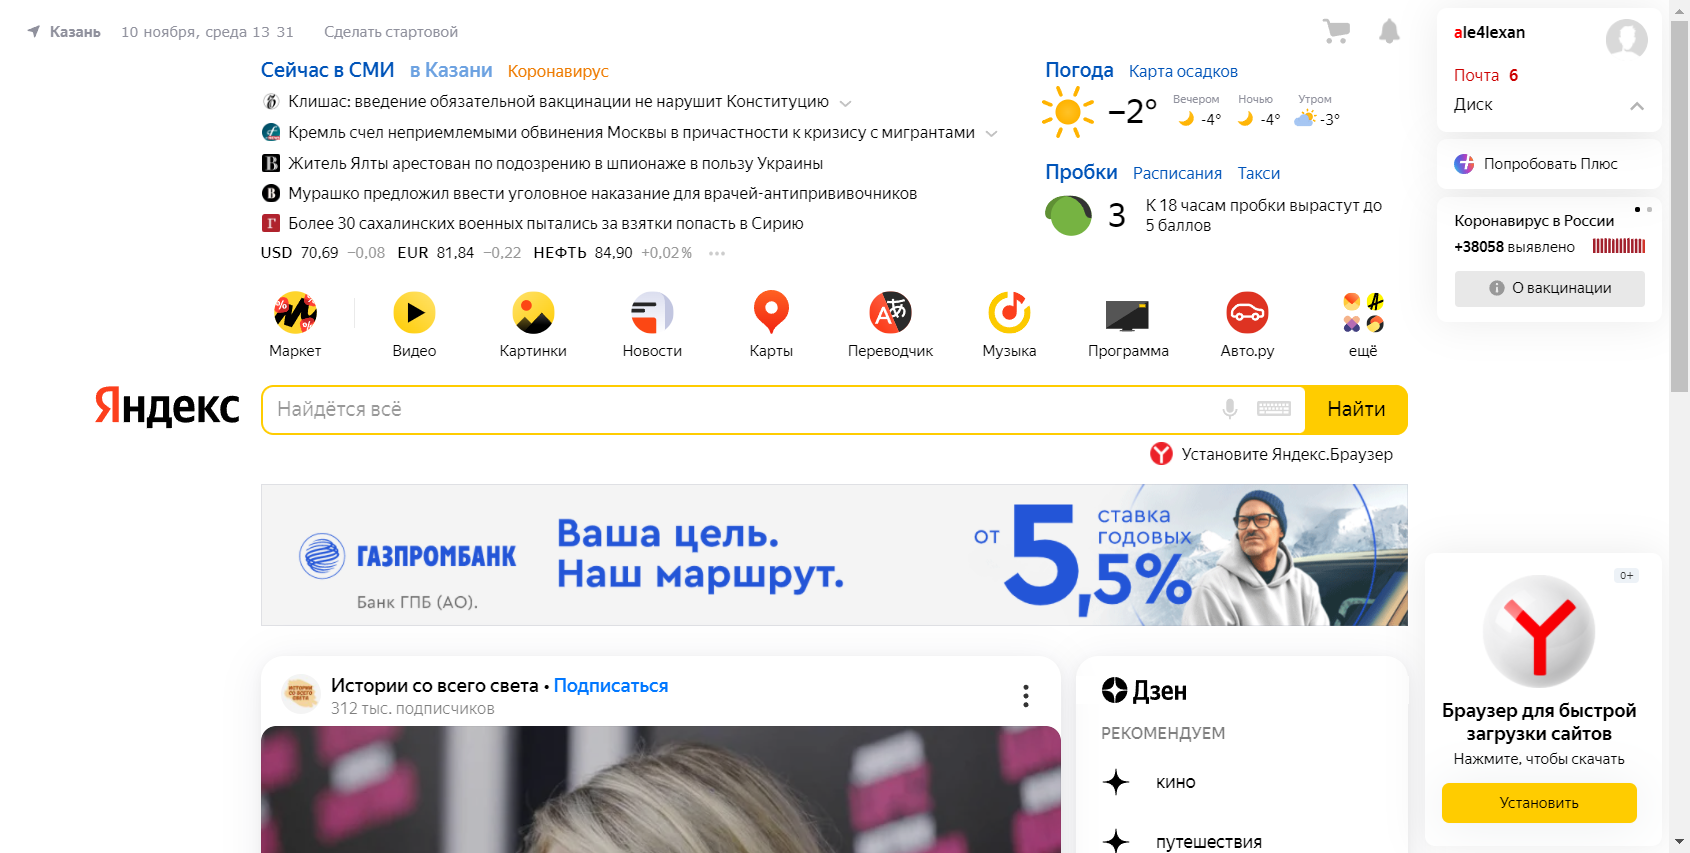 Казань 10 ноября, среда 13 31 Сделать стартовой
Сейчас в СМИ в Казани Коронавирус
Клишас: введение обязательной вакцинации не нарушит Конституцию
Кремль счел неприемлемыми обвинения Москвы в причастности к кризису с мигрантами
Житель Ялты арестован по подозрению в шпионаже в пользу Украины
Мурашко предложил ввести уголовное наказание для врачей-антипрививочников
Более 30 сахалинских военных пытались за взятки попасть в Сирию
USD 70,69 −0,08 EUR 81,84 −0,22 НЕФТЬ 84,90 +0,02% •••
Погода Карта осадков
−2° Вечером -4° Ночью -4° Утром -3°
Пробки Расписания Такси
3 К 18 часам пробки вырастут до
5 баллов
ale4lexan
Почта 6
Диск
Попробовать Плюс
Коронавирус в России
+38058 выявлено
О вакцинации
Маркет Видео Картинки Новости Карты Переводчик Музыка Программа Авто.ру ещё
Яндекс Найдётся всё Найти
Установите Яндекс.Браузер
ГАЗПРОМБАНК
Банк ГПБ (АО).
Ваша цель.
Наш маршрут.
от 5,5% ставка
годовых
0+
Браузер для быстрой
загрузки сайтов
Нажмите, чтобы скачать
Установить
ИСТОРИИ
СО ВСЕГО
СВЕТА
Истории со всего света • Подписаться
312 тыс. подписчиков
Дзен
РЕКОМЕНДУЕМ
кино
путешествия